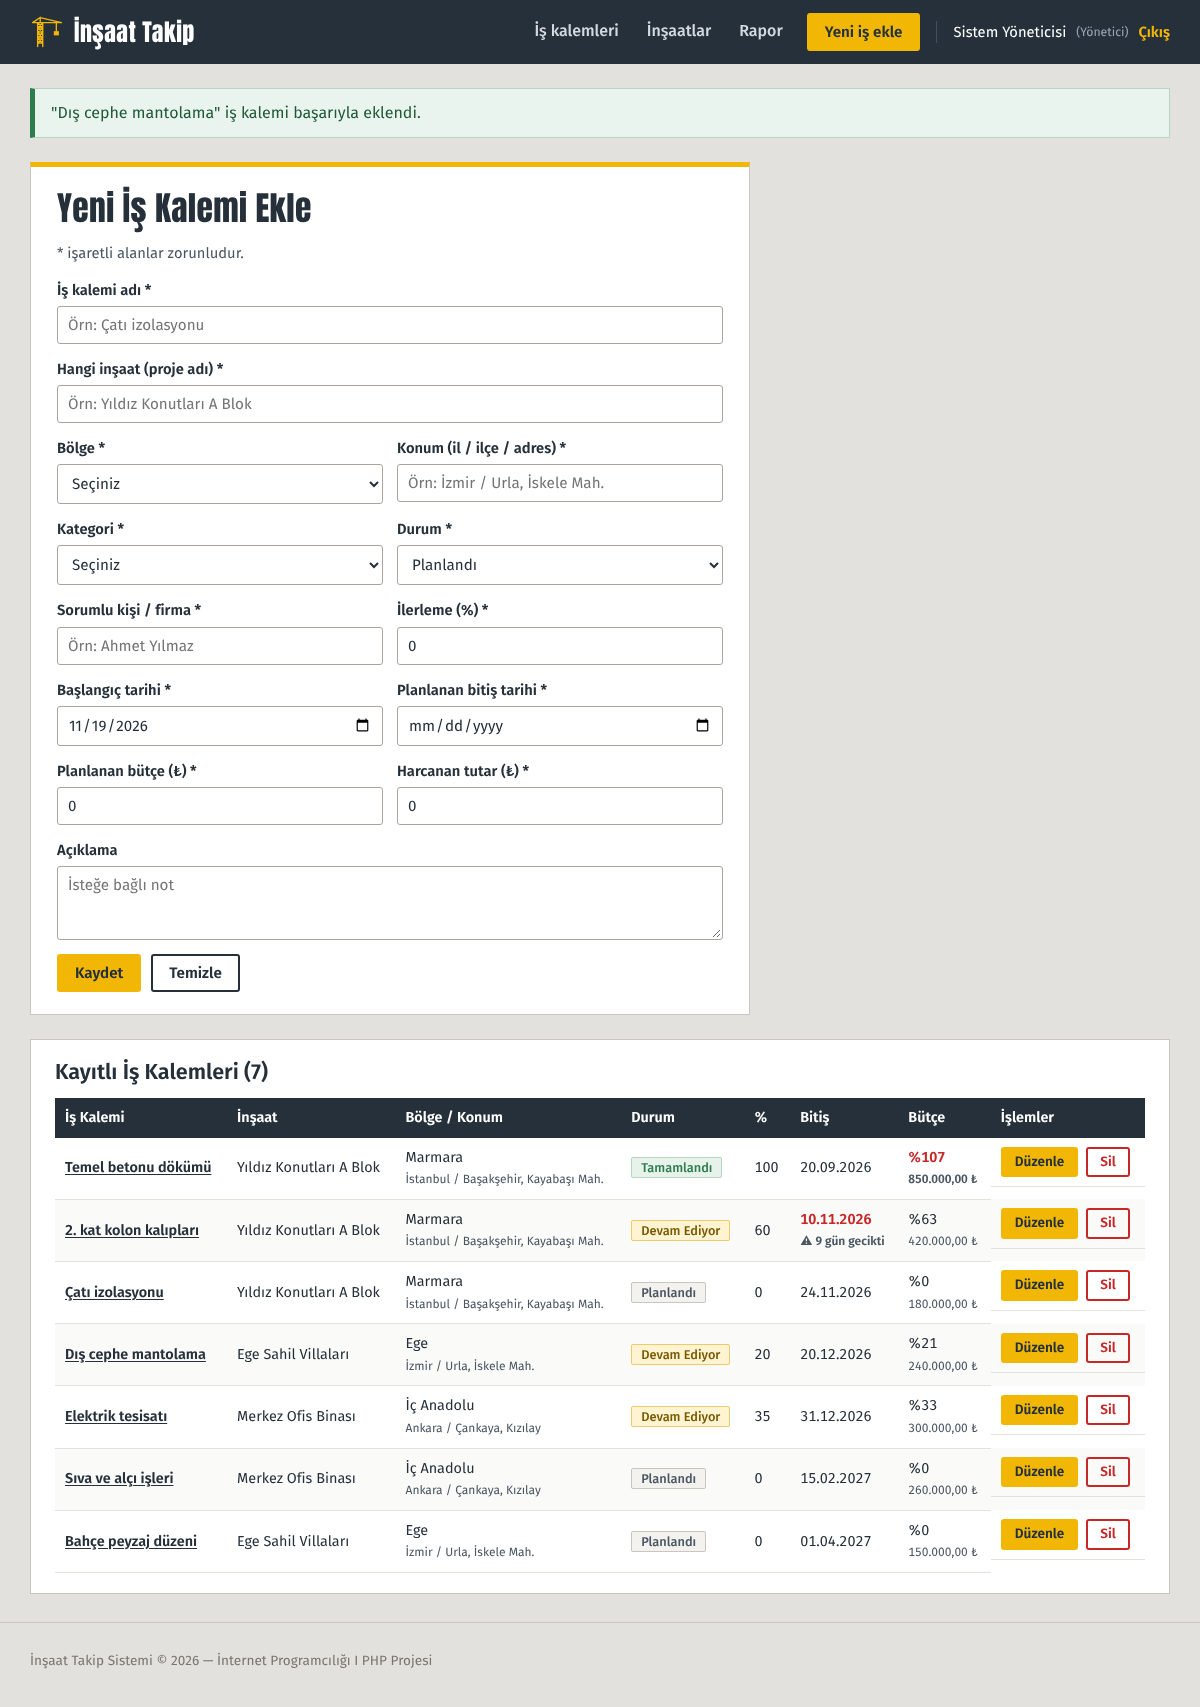 İnşaat Takip
İş kalemleri İnşaatlar Rapor Yeni iş ekle Sistem Yöneticisi (Yönetici) Çıkış
"Dış cephe mantolama" iş kalemi başarıyla eklendi.
Yeni İş Kalemi Ekle
* işaretli alanlar zorunludur.
İş kalemi adı *
Örn: Çatı izolasyonu
Hangi inşaat (proje adı) *
Örn: Yıldız Konutları A Blok
Bölge * Konum (il / ilçe / adres) *
Seçiniz Örn: İzmir / Urla, İskele Mah.
Kategori * Durum *
Seçiniz Planlandı
Sorumlu kişi / firma * İlerleme (%) *
Örn: Ahmet Yılmaz 0
Başlangıç tarihi * Planlanan bitiş tarihi *
11/19/2026 mm/dd/yyyy
Planlanan bütçe (₺) * Harcanan tutar (₺) *
0 0
Açıklama
İsteğe bağlı not
Kaydet Temizle
Kayıtlı İş Kalemleri (7)
İş Kalemi İnşaat Bölge / Konum Durum % Bitiş Bütçe İşlemler
Temel betonu dökümü Yıldız Konutları A Blok Marmara Tamamlandı 100 20.09.2026 %107 Düzenle Sil
İstanbul / Başakşehir, Kayabaşı Mah. 850.000,00 ₺
2. kat kolon kalıpları Yıldız Konutları A Blok Marmara Devam Ediyor 60 10.11.2026 %63 Düzenle Sil
İstanbul / Başakşehir, Kayabaşı Mah. ⚠ 9 gün gecikti 420.000,00 ₺
Çatı izolasyonu Yıldız Konutları A Blok Marmara Planlandı 0 24.11.2026 %0 Düzenle Sil
İstanbul / Başakşehir, Kayabaşı Mah. 180.000,00 ₺
Dış cephe mantolama Ege Sahil Villaları Ege Devam Ediyor 20 20.12.2026 %21 Düzenle Sil
İzmir / Urla, İskele Mah. 240.000,00 ₺
Elektrik tesisatı Merkez Ofis Binası İç Anadolu Devam Ediyor 35 31.12.2026 %33 Düzenle Sil
Ankara / Çankaya, Kızılay 300.000,00 ₺
Sıva ve alçı işleri Merkez Ofis Binası İç Anadolu Planlandı 0 15.02.2027 %0 Düzenle Sil
Ankara / Çankaya, Kızılay 260.000,00 ₺
Bahçe peyzaj düzeni Ege Sahil Villaları Ege Planlandı 0 01.04.2027 %0 Düzenle Sil
İzmir / Urla, İskele Mah. 150.000,00 ₺
İnşaat Takip Sistemi © 2026 — İnternet Programcılığı I PHP Projesi